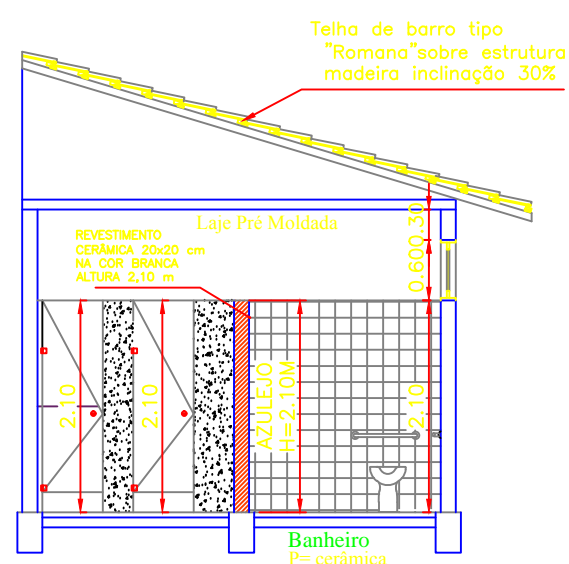 Telha de barro tipo
"Romana"sobre estrutura
madeira inclinação 30%
Laje Pré Moldada
REVESTIMENTO
CERÂMICA 20x20 cm
NA COR BRANCA
ALTURA 2,10 m
0.30
0.60
2.10
2.10
AZULEJO
H=2.10M
2.10
Banheiro
P= cerâmica